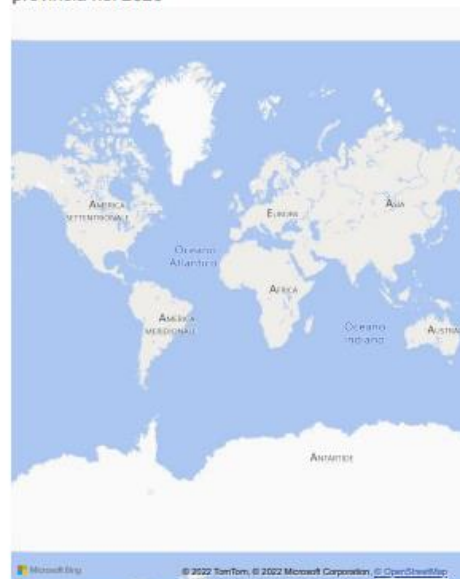 AMERICA
SETTENTRIONALE
EUROPA
ASIA
Oceano
Atlantico
AFRICA
AMERICA
MERIDIONALE
Oceano
Indiano
AUSTRA
ANTARTIDE
Microsoft Bing
© 2022 TomTom, © 2022 Microsoft Corporation, © OpenStreetMap